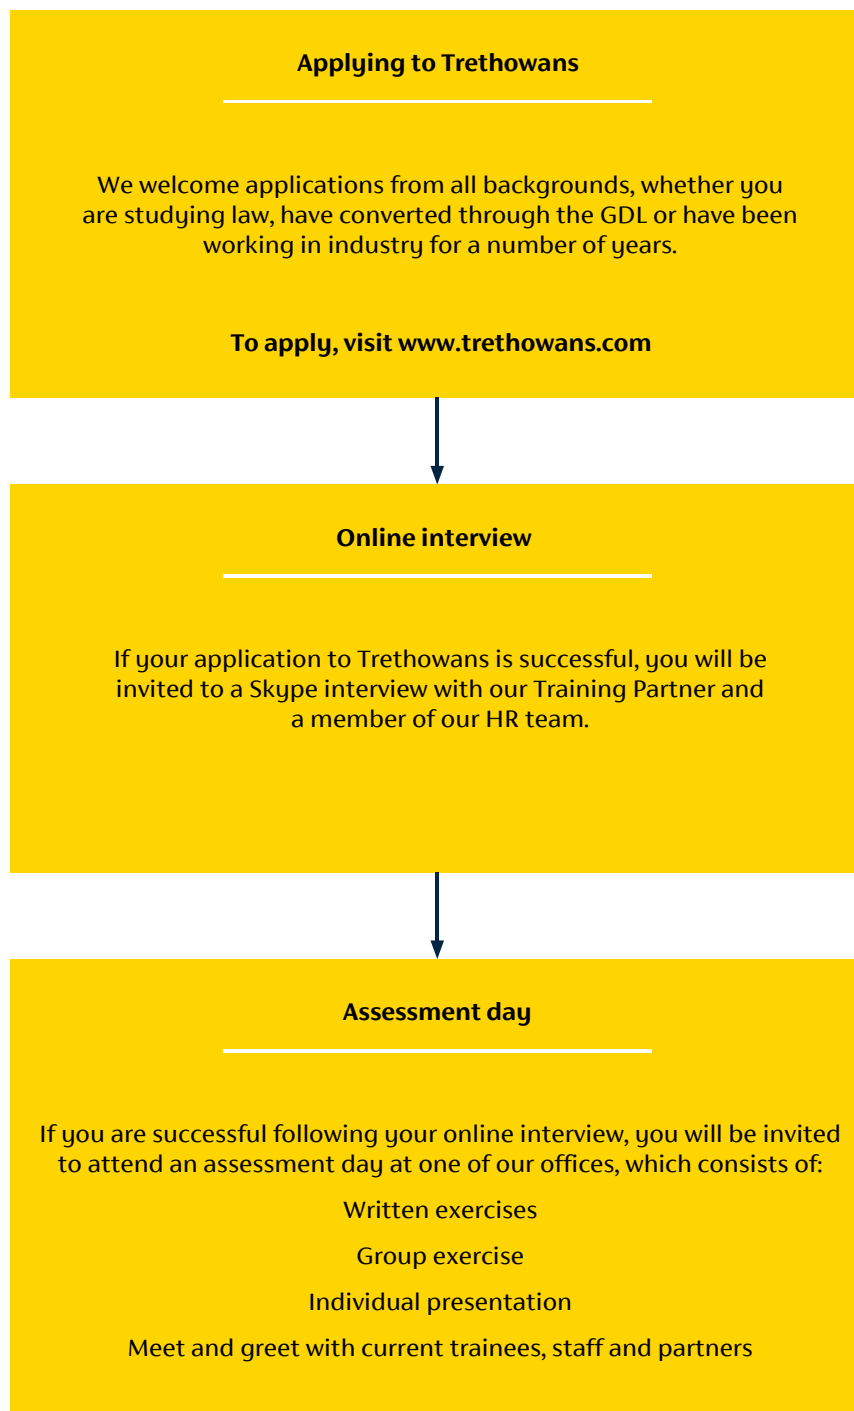 Applying to Trethowans
We welcome applications from all backgrounds, whether you
are studying law, have converted through the GDL or have been
working in industry for a number of years.
To apply, visit www.trethowans.com
Online interview
If your application to Trethowans is successful, you will be
invited to a Skype interview with our Training Partner and
a member of our HR team.
Assessment day
If you are successful following your online interview, you will be invited
to attend an assessment day at one of our offices, which consists of:
Written exercises
Group exercise
Individual presentation
Meet and greet with current trainees, staff and partners